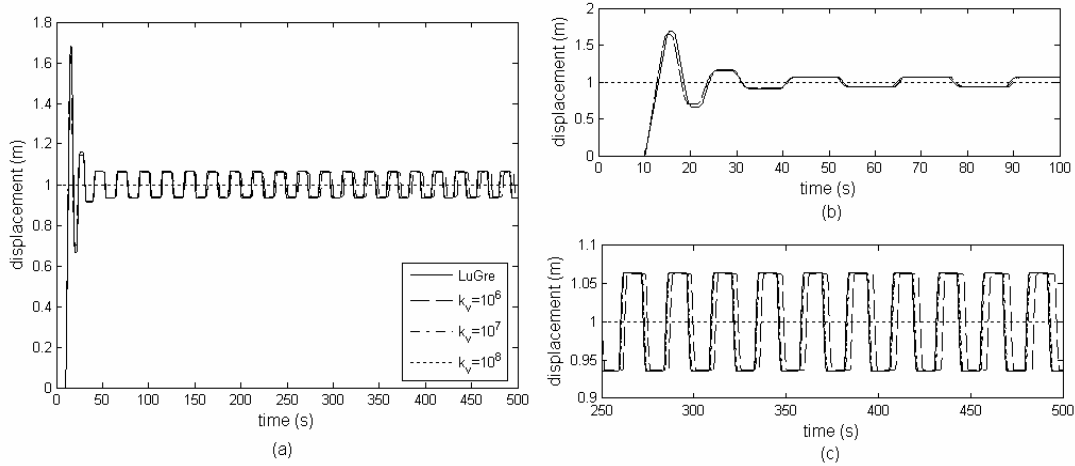 1.8
1.6
1.4
1.2
1
0.8
0.6
0.4
0.2
0
displacement (m)
LuGre
k_v=10^6
k_v=10^7
k_v=10^8
0 50 100 150 200 250 300 350 400 450 500
time (s)
(a)
2
1.5
1
0.5
0
displacement (m)
0 10 20 30 40 50 60 70 80 90 100
time (s)
(b)
1.1
1.05
1
0.95
0.9
displacement (m)
250 300 350 400 450 500
time (s)
(c)